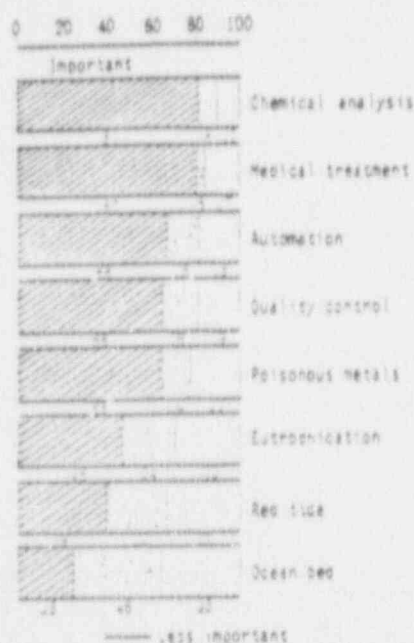 0 20 40 60 80 100
Important
Chemical analysis
Medical treatment
Automation
Quality control
Poisonous metals
Eutrophication
Red tide
Ocean bed
Less important